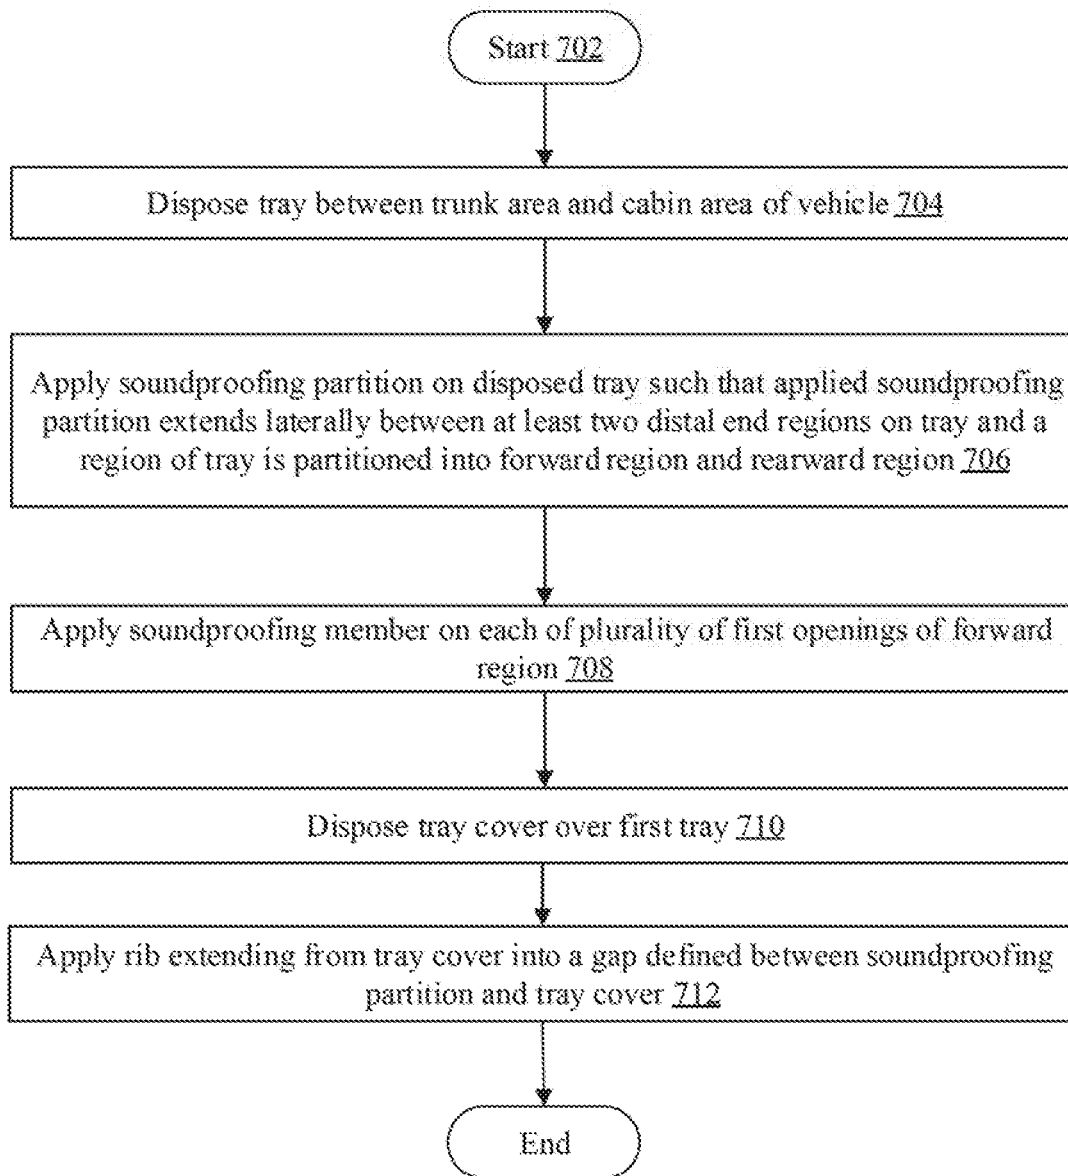 Start 702
Dispose tray between trunk area and cabin area of vehicle 704
Apply soundproofing partition on disposed tray such that applied soundproofing
partition extends laterally between at least two distal end regions on tray and a
region of tray is partitioned into forward region and rearward region 706
Apply soundproofing member on each of plurality of first openings of forward
region 708
Dispose tray cover over first tray 710
Apply rib extending from tray cover into a gap defined between soundproofing
partition and tray cover 712
End